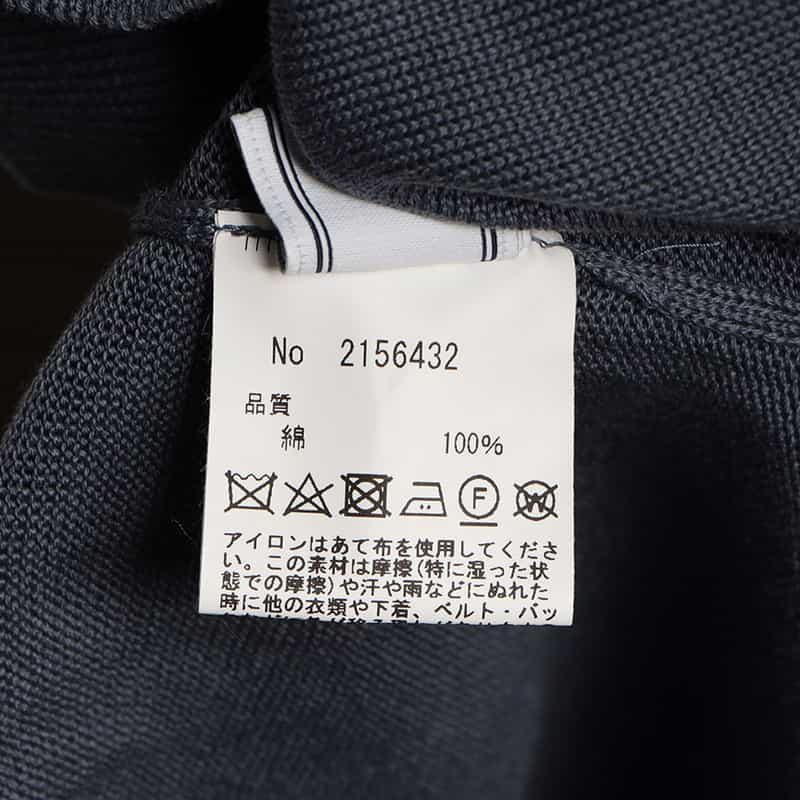 No 2156432
品質
綿 100%
F
W
アイロンはあて布を使用してくださ
い。この素材は摩擦(特に湿った状
態での摩擦)や汗や雨などにぬれた
時に他の衣類や下着、ベルト・バッ